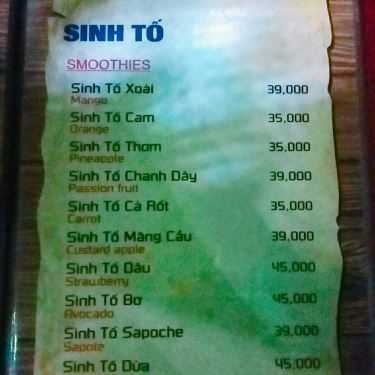 SINH TỐ
SMOOTHIES
Sinh Tố Xoài 39,000
Mango
Sinh Tố Cam 35,000
Orange
Sinh Tố Thơm 35,000
Pineapple
Sinh Tố Chanh Dây 39,000
Passion fruit
Sinh Tố Cà Rốt 35,000
Carrot
Sinh Tố Mãng Cầu 39,000
Custard apple
Sinh Tố Dâu 45,000
Strawberry
Sinh Tố Bơ 45,000
Avocado
Sinh Tố Sapoche 39,000
Sapote
Sinh Tố Dừa 45,000